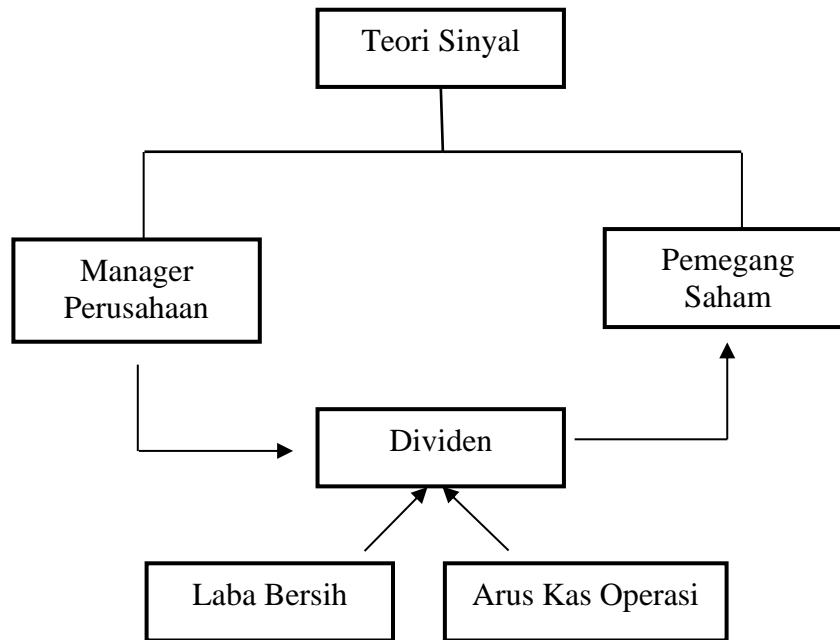 Teori Sinyal
Manager
Perusahaan
Pemegang
Saham
Dividen
Laba Bersih
Arus Kas Operasi